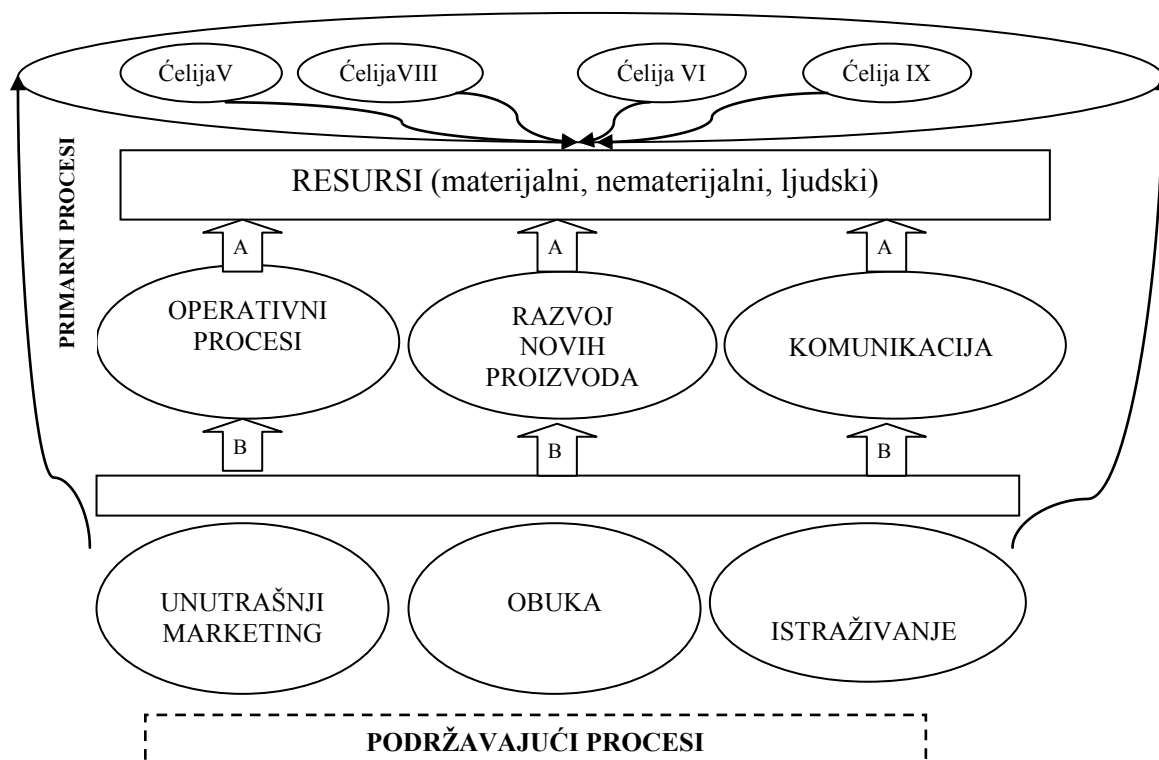 ĆelijaV
ĆelijaVIII
Ćelija VI
Ćelija IX
RESURSI (materijalni, nematerijalni, ljudski)
PRIMARNI PROCESI
A
A
A
OPERATIVNI
PROCESI
RAZVOJ
NOVIH
PROIZVODA
KOMUNIKACIJA
B
B
B
UNUTRAŠNJI
MARKETING
OBUKA
ISTRAŽIVANJE
PODRŽAVAJUĆI PROCESI